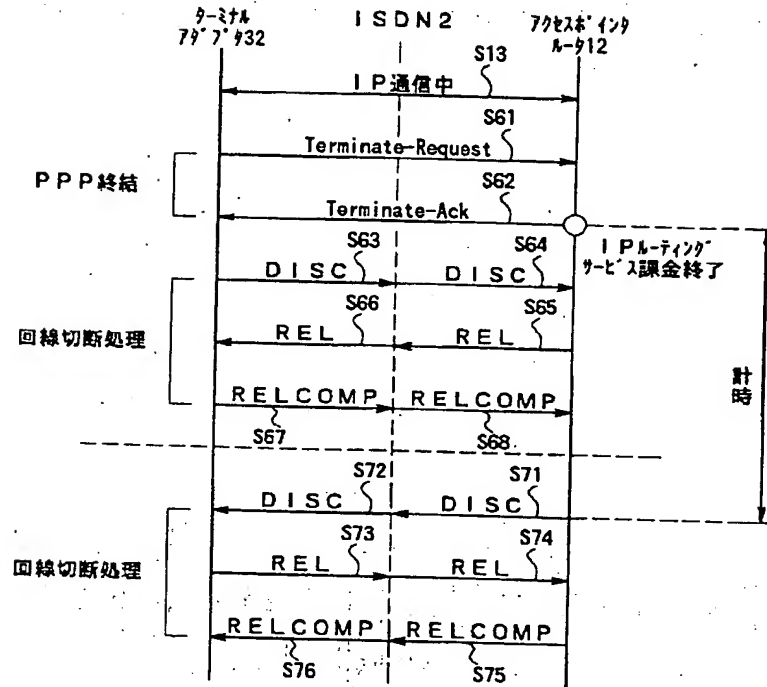 ターミナル
アダプタ32
ISDN2
アクセスポインタ
ルータ12
S13
IP通信中
S61
Terminate-Request
PPP終結
S62
Terminate-Ack
IPルーティング
サービス課金終了
S63
S64
DISC
DISC
回線切断処理
S66
S65
REL
REL
RELCOMP
RELCOMP
S67
S68
計時
S72
S71
DISC
DISC
回線切断処理
S73
S74
REL
REL
RELCOMP
RELCOMP
S76
S75